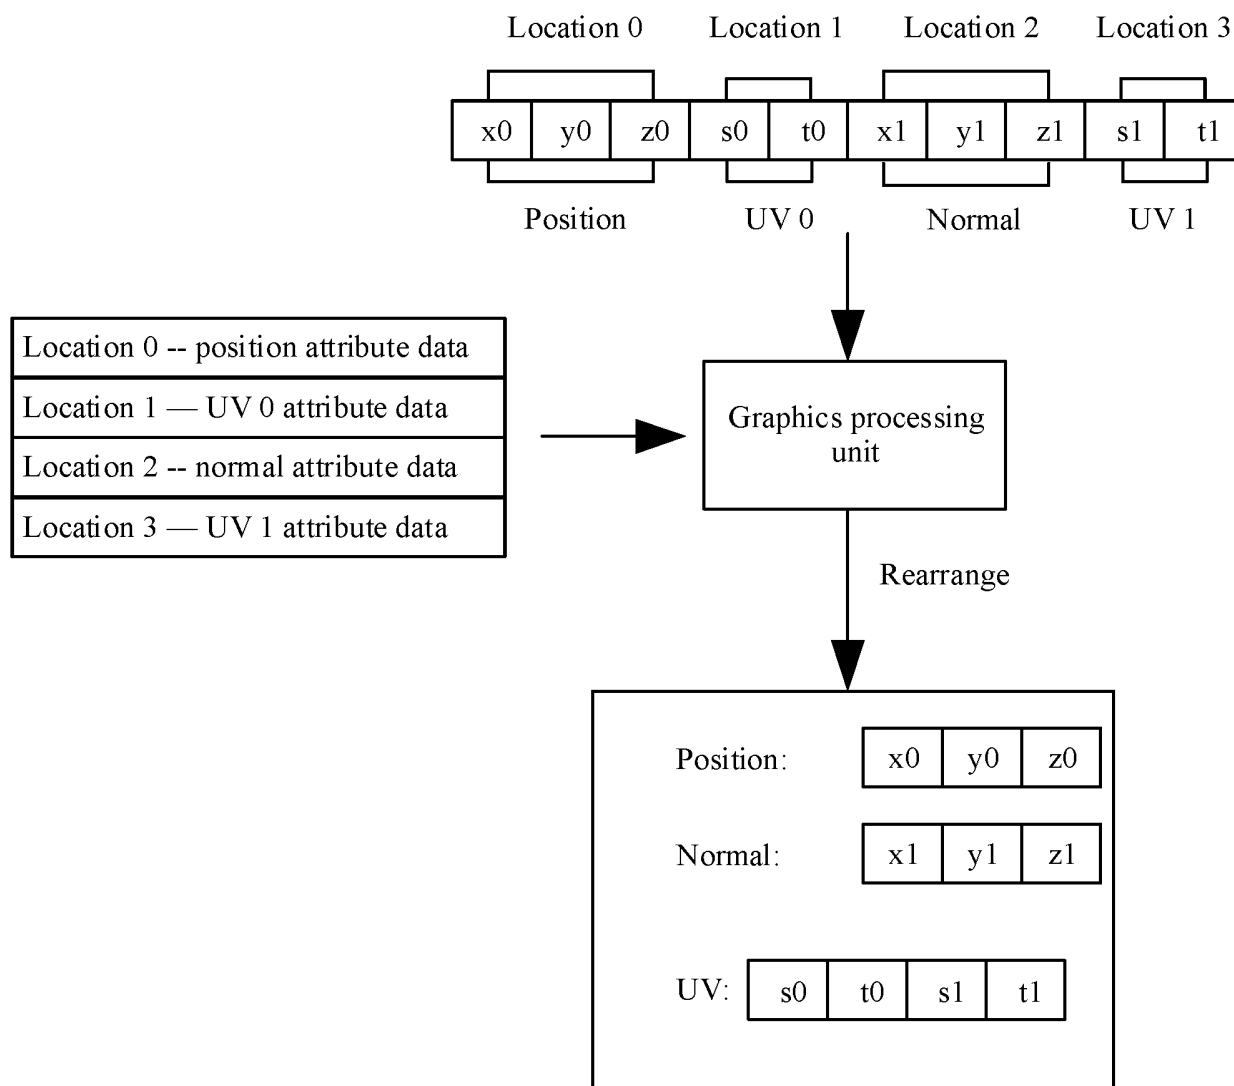 Location 0 Location 1 Location 2 Location 3
x0 y0 z0 s0 t0 x1 y1 z1 s1 t1
Position UV 0 Normal UV 1
Location 0 -- position attribute data
Location 1 — UV 0 attribute data
Location 2 -- normal attribute data
Location 3 — UV 1 attribute data
Graphics processing
unit
Rearrange
Position: x0 y0 z0
Normal: x1 y1 z1
UV: s0 t0 s1 t1